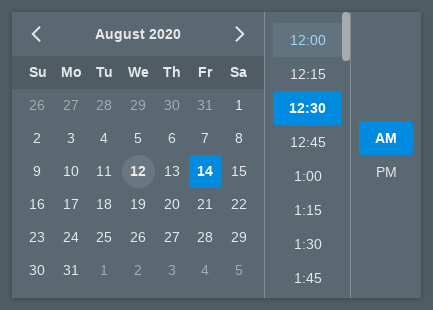 August 2020
Su Mo Tu We Th Fr Sa
26 27 28 29 30 31 1
2 3 4 5 6 7 8
9 10 11 12 13 14 15
16 17 18 19 20 21 22
23 24 25 26 27 28 29
30 31 1 2 3 4 5
12:00
12:15
12:30
12:45
1:00
1:15
1:30
1:45
AM
PM